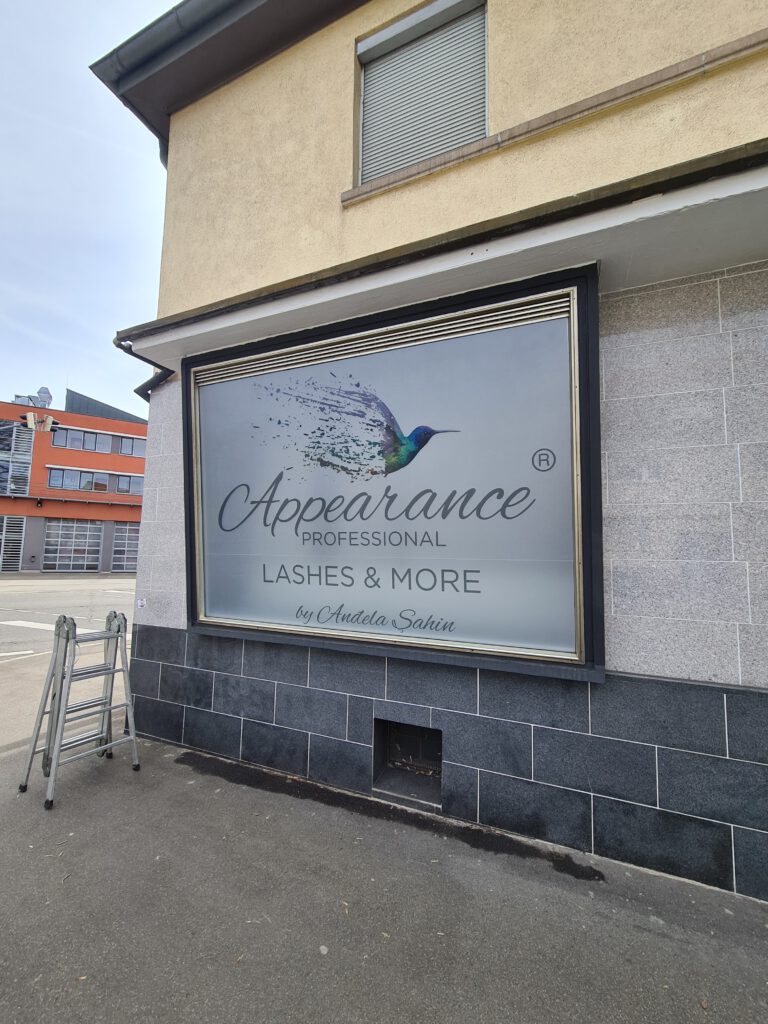 ®
Appearance
PROFESSIONAL
LASHES & MORE
by Anđela Şahin